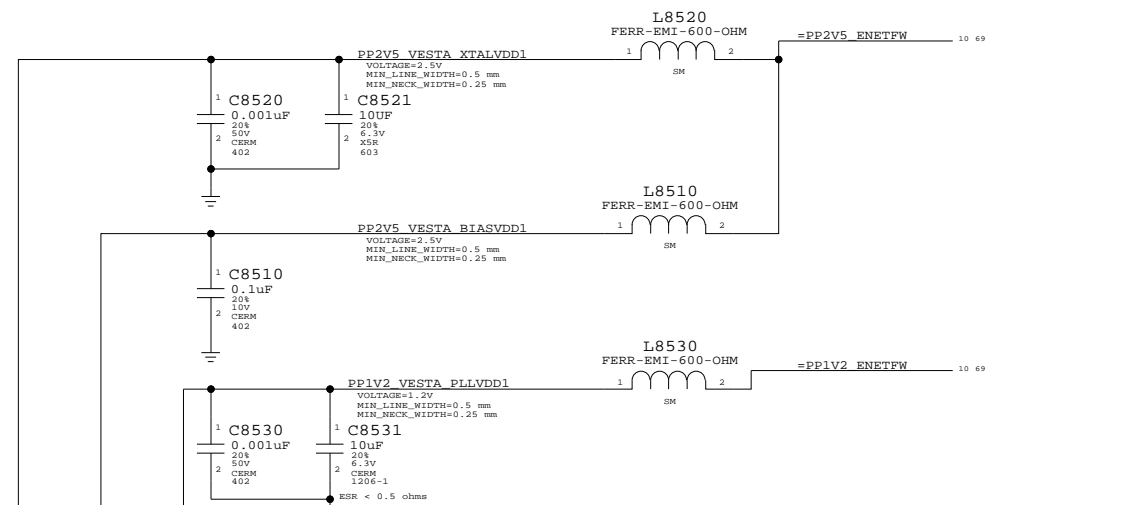 L8520
FERR-EMI-600-OHM
1 2
SM
=PP2V5_ENETFW 10 69
PP2V5_VESTA_XTALVDD1
VOLTAGE=2.5V
MIN_LINE_WIDTH=0.5 mm
MIN_NECK_WIDTH=0.25 mm
1 C8520
0.001uF
20%
50V
2 CERM
402
1 C8521
10UF
20%
6.3V
2 X5R
603
L8510
FERR-EMI-600-OHM
1 2
SM
PP2V5_VESTA_BIASVDD1
VOLTAGE=2.5V
MIN_LINE_WIDTH=0.5 mm
MIN_NECK_WIDTH=0.25 mm
1 C8510
0.1uF
20%
10V
2 CERM
402
L8530
FERR-EMI-600-OHM
1 2
SM
=PP1V2_ENETFW 10 69
PP1V2_VESTA_PLLVDD1
VOLTAGE=1.2V
MIN_LINE_WIDTH=0.5 mm
MIN_NECK_WIDTH=0.25 mm
1 C8530
0.001uF
20%
50V
2 CERM
402
1 C8531
10uF
20%
6.3V
2 CERM
1206-1
ESR < 0.5 ohms